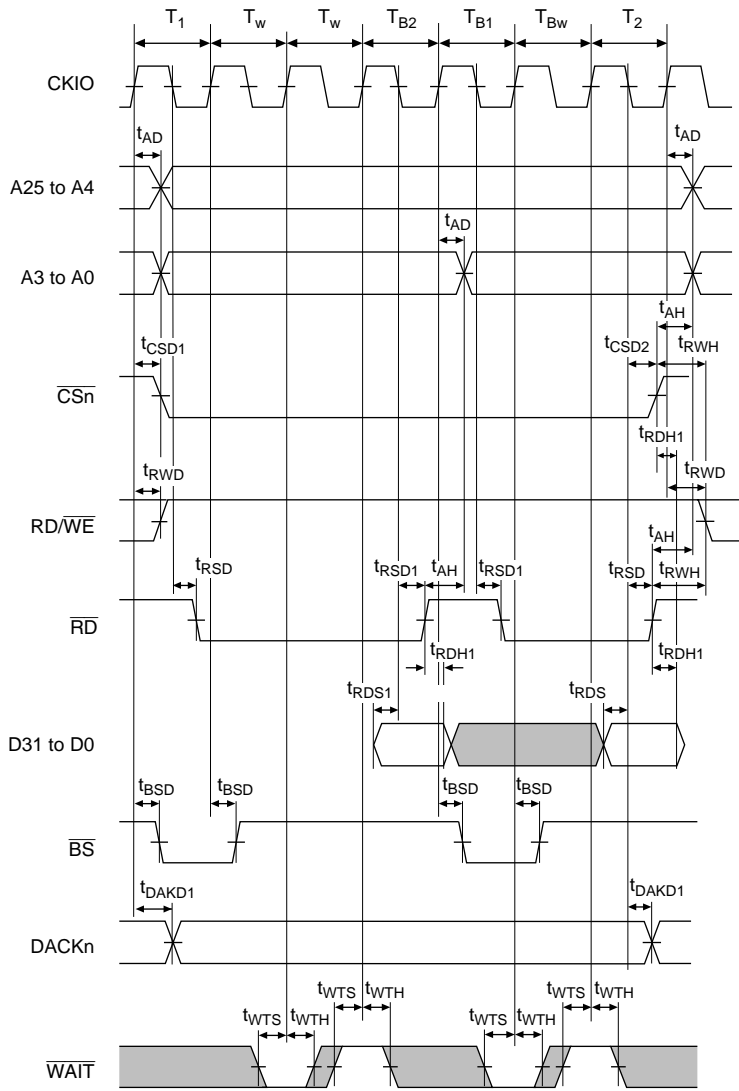 T1 Tw Tw TB2 TB1 TBw T2
CKIO
tAD tAD
A25 to A4
tAD
A3 to A0
tAH
tCSD1 tCSD2 tRWH
CSn
tRDH1
tRWD tRWD
RD/WE
tAH
tRSD tRSD1 tAH tRSD1 tRSD tRWH
RD
tRDH1 tRDH1
tRDS1 tRDS
D31 to D0
tBSD tBSD tBSD tBSD
BS
tDAKD1 tDAKD1
DACKn
tWTS tWTH tWTS tWTH
tWTS tWTH tWTS tWTH
WAIT